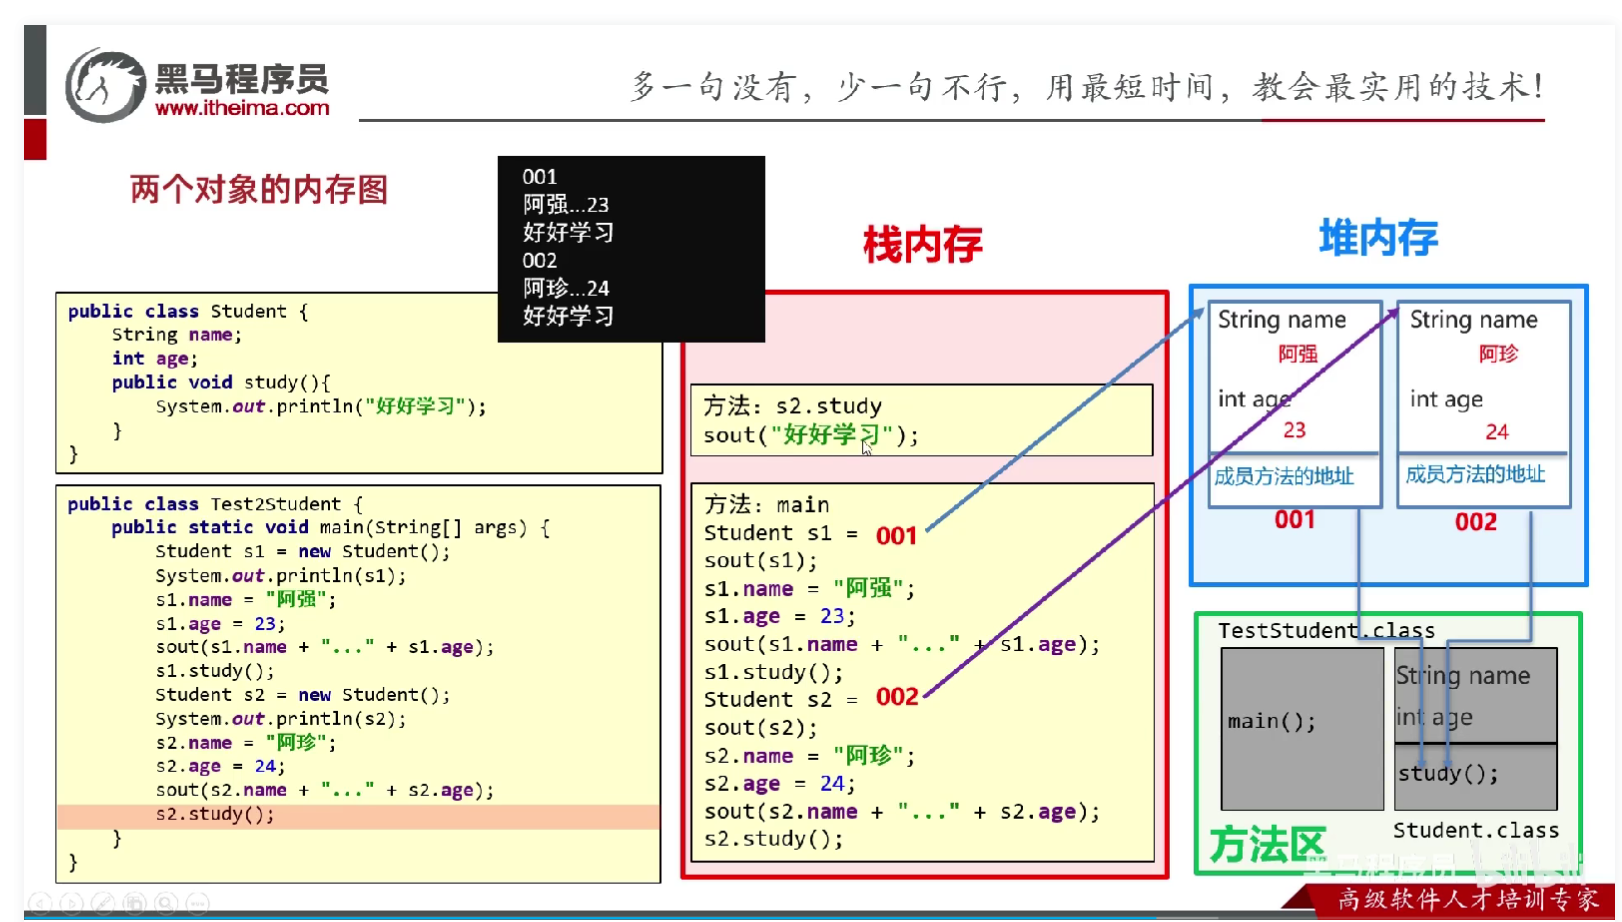 黑马程序员
www.itheima.com
多一句没有，少一句不行，用最短时间，教会最实用的技术！
两个对象的内存图
001
阿强...23
好好学习
002
阿珍...24
好好学习
public class Student {
String name;
int age;
public void study(){
System.out.println("好好学习");
}
}
public class Test2Student {
public static void main(String[] args) {
Student s1 = new Student();
System.out.println(s1);
s1.name = "阿强";
s1.age = 23;
sout(s1.name + "..." + s1.age);
s1.study();
Student s2 = new Student();
System.out.println(s2);
s2.name = "阿珍";
s2.age = 24;
sout(s2.name + "..." + s2.age);
s2.study();
}
}
栈内存
方法：s2.study
sout("好好学习");
方法：main
Student s1 = 001
sout(s1);
s1.name = "阿强";
s1.age = 23;
sout(s1.name + "..." + s1.age);
s1.study();
Student s2 = 002
sout(s2);
s2.name = "阿珍";
s2.age = 24;
sout(s2.name + "..." + s2.age);
s2.study();
堆内存
String name
阿强
int age
23
成员方法的地址
001
String name
阿珍
int age
24
成员方法的地址
002
TestStudent.class
main();
String name
int age
study();
Student.class
方法区
黑马程序员
bilibili
高级软件人才培训专家